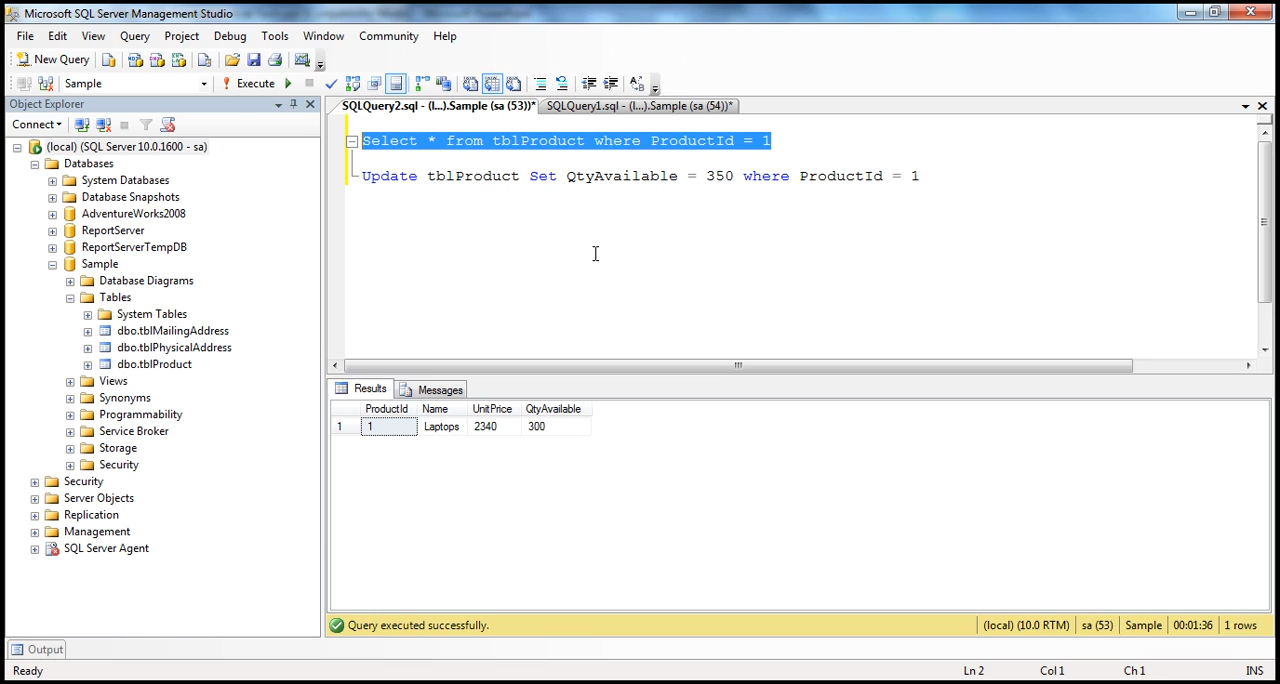 Microsoft SQL Server Management Studio
File Edit View Query Project Debug Tools Window Community Help
New Query
Sample Execute
Object Explorer
SQLQuery2.sql - (l...).Sample (sa (53))* SQLQuery1.sql - (l...).Sample (sa (54))*
Connect
(local) (SQL Server 10.0.1600 - sa)
Databases
System Databases
Database Snapshots
AdventureWorks2008
ReportServer
ReportServerTempDB
Sample
Database Diagrams
Tables
System Tables
dbo.tblMailingAddress
dbo.tblPhysicalAddress
dbo.tblProduct
Views
Synonyms
Programmability
Service Broker
Storage
Security
Security
Server Objects
Replication
Management
SQL Server Agent
Select * from tblProduct where ProductId = 1
Update tblProduct Set QtyAvailable = 350 where ProductId = 1
Results Messages
ProductId Name UnitPrice QtyAvailable
1 1 Laptops 2340 300
Query executed successfully. (local) (10.0 RTM) sa (53) Sample 00:01:36 1 rows
Output
Ready Ln 2 Col 1 Ch 1 INS